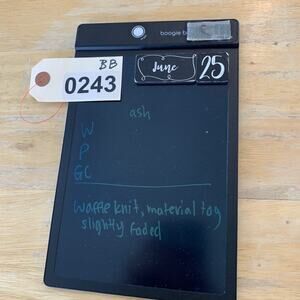 boogie b
BB
0243
June 25
ash
W
P
GC
waffle knit, material tag
slightly faded